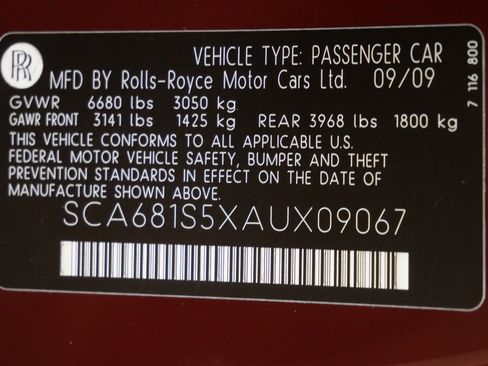 RR
VEHICLE TYPE: PASSENGER CAR
MFD BY Rolls-Royce Motor Cars Ltd. 09/09
GVWR 6680 lbs 3050 kg
GAWR FRONT 3141 lbs 1425 kg REAR 3968 lbs 1800 kg
THIS VEHICLE CONFORMS TO ALL APPLICABLE U.S.
FEDERAL MOTOR VEHICLE SAFETY, BUMPER AND THEFT
PREVENTION STANDARDS IN EFFECT ON THE DATE OF
MANUFACTURE SHOWN ABOVE.
SCA681S5XAUX09067
7 116 800